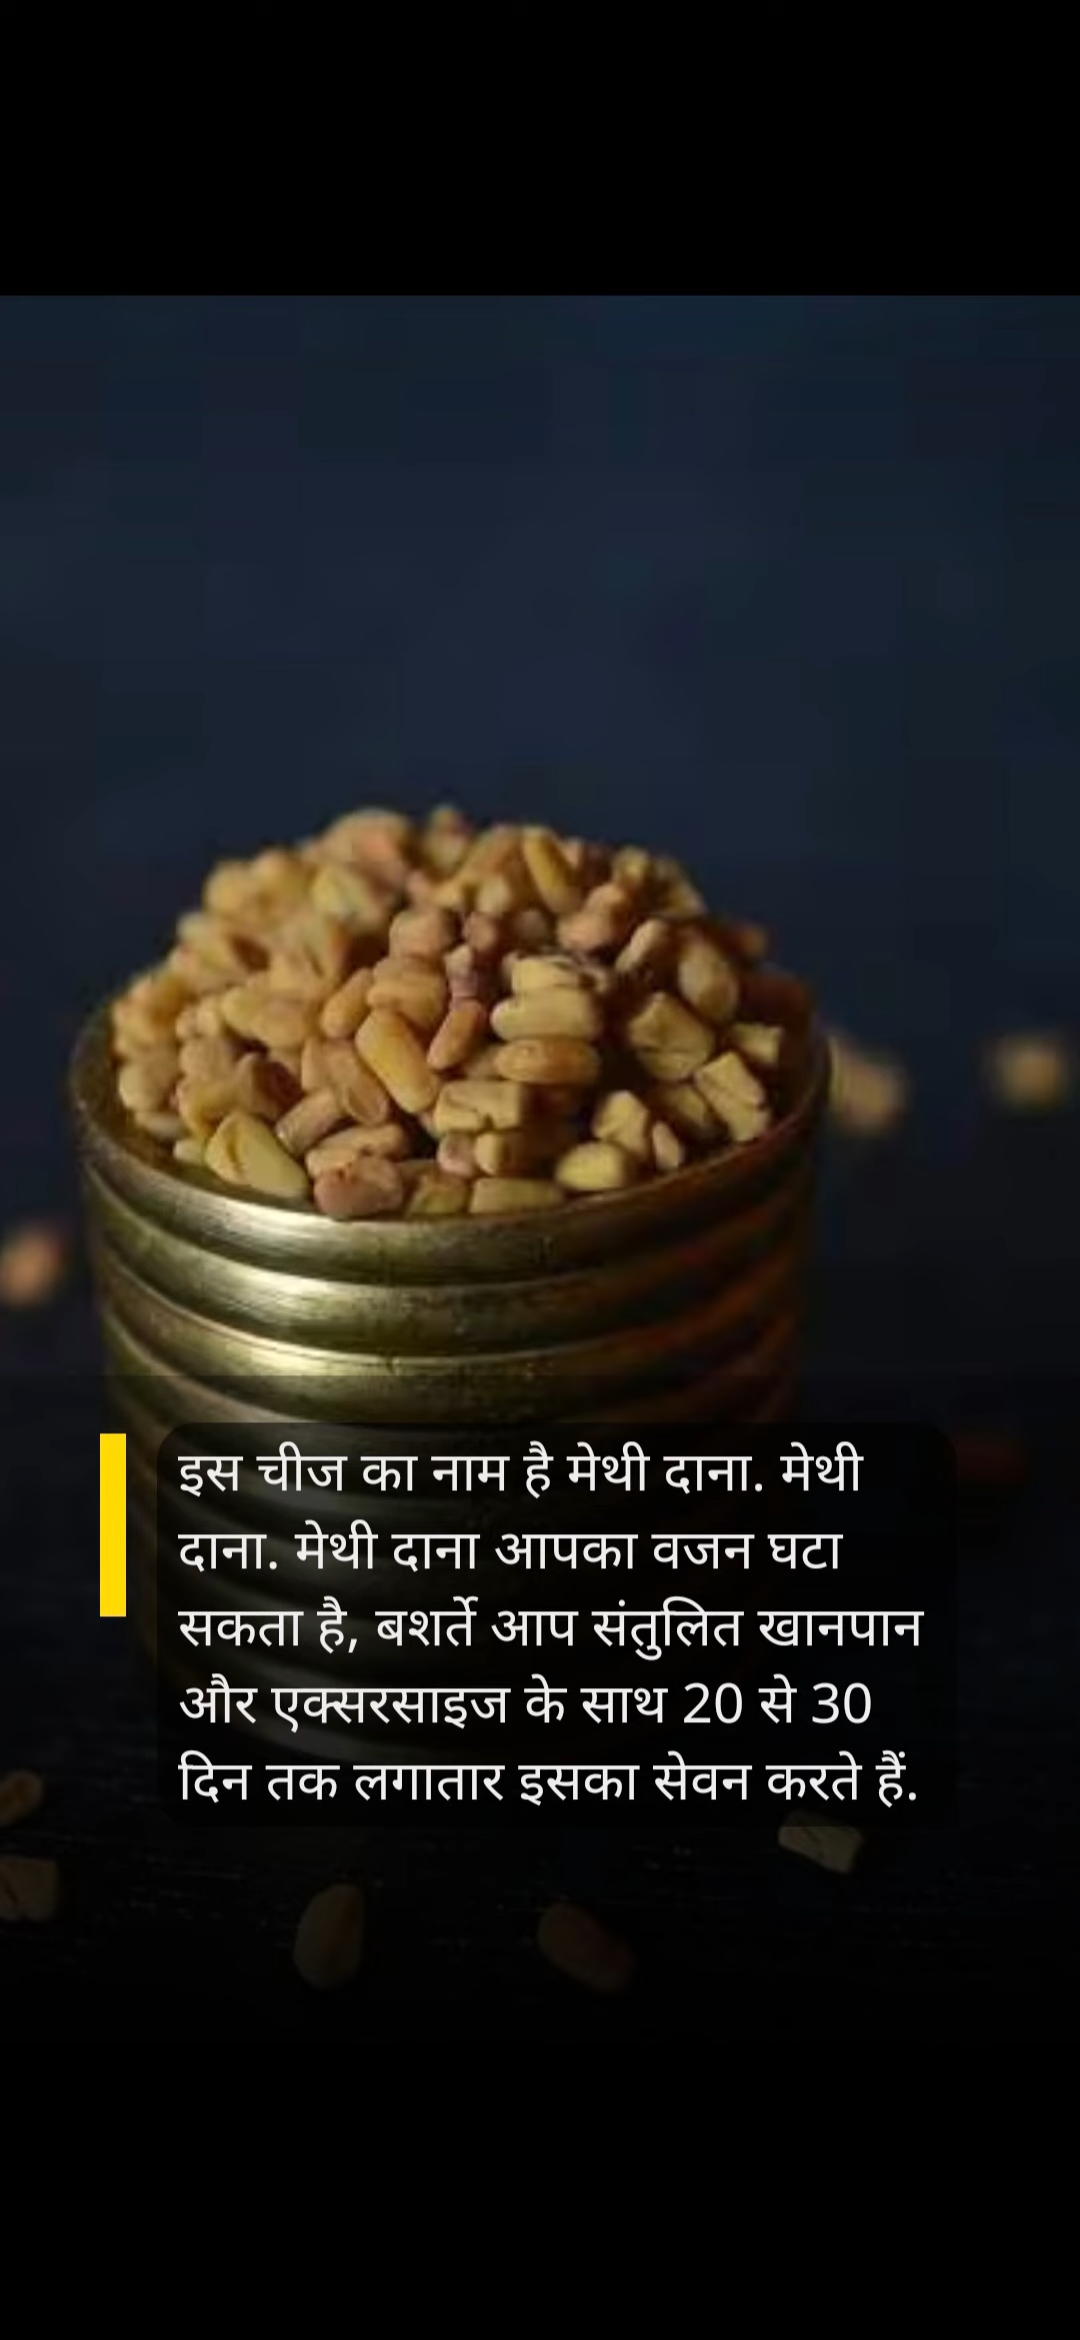 इस चीज का नाम है मेथी दाना. मेथी
दाना. मेथी दाना आपका वजन घटा
सकता है, बशर्ते आप संतुलित खानपान
और एक्सरसाइज के साथ 20 से 30
दिन तक लगातार इसका सेवन करते हैं.